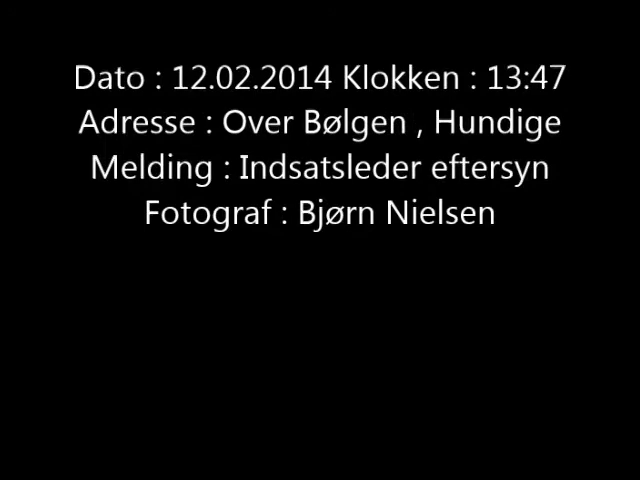 Dato : 12.02.2014 Klokken : 13:47
Adresse : Over Bølgen , Hundige
Melding : Indsatsleder eftersyn
Fotograf : Bjørn Nielsen